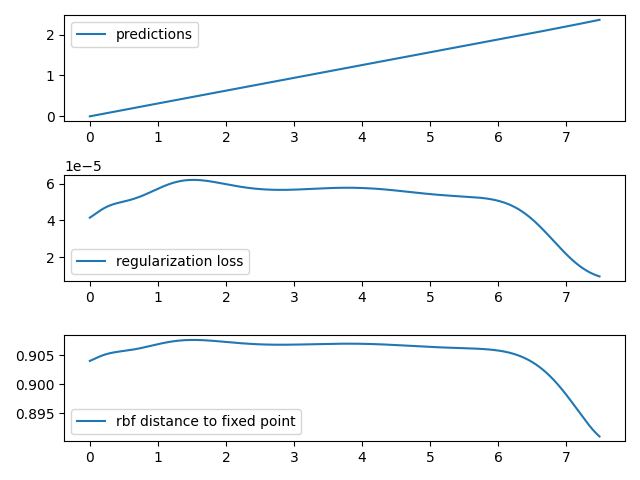 predictions
2
1
0
0 1 2 3 4 5 6 7
1e−5
6
4
2
regularization loss
0 1 2 3 4 5 6 7
0.905
0.900
0.895
rbf distance to fixed point
0 1 2 3 4 5 6 7